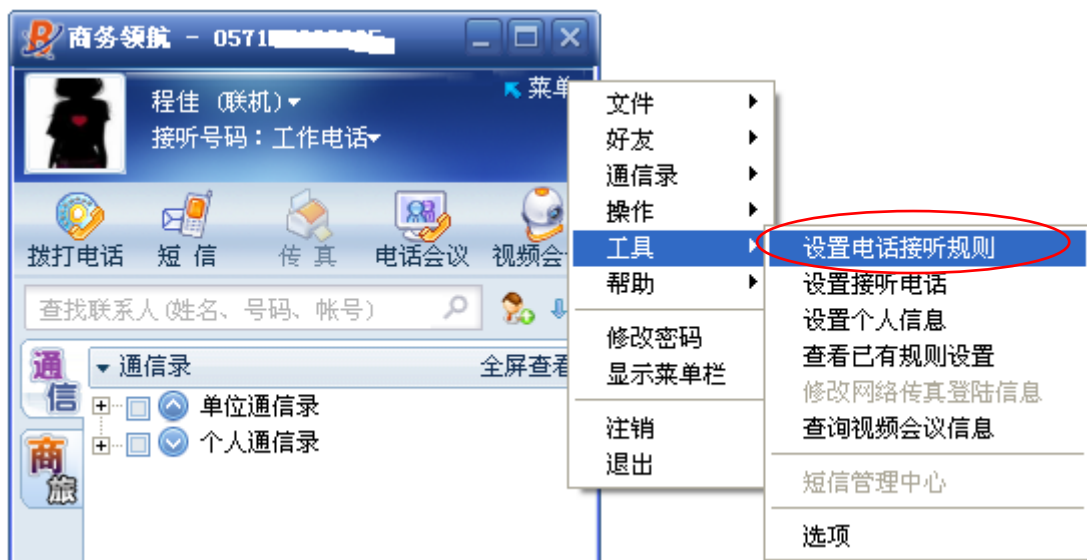 商务领航 - 0571
菜单
程佳 (联机)
接听号码：工作电话
拨打电话 短信 传真 电话会议 视频会
查找联系人(姓名、号码、帐号)
通信
商旅
通信录 全屏查看
单位通信录
个人通信录
文件
好友
通信录
操作
工具
帮助
修改密码
显示菜单栏
注销
退出
设置电话接听规则
设置接听电话
设置个人信息
查看已有规则设置
修改网络传真登陆信息
查询视频会议信息
短信管理中心
选项